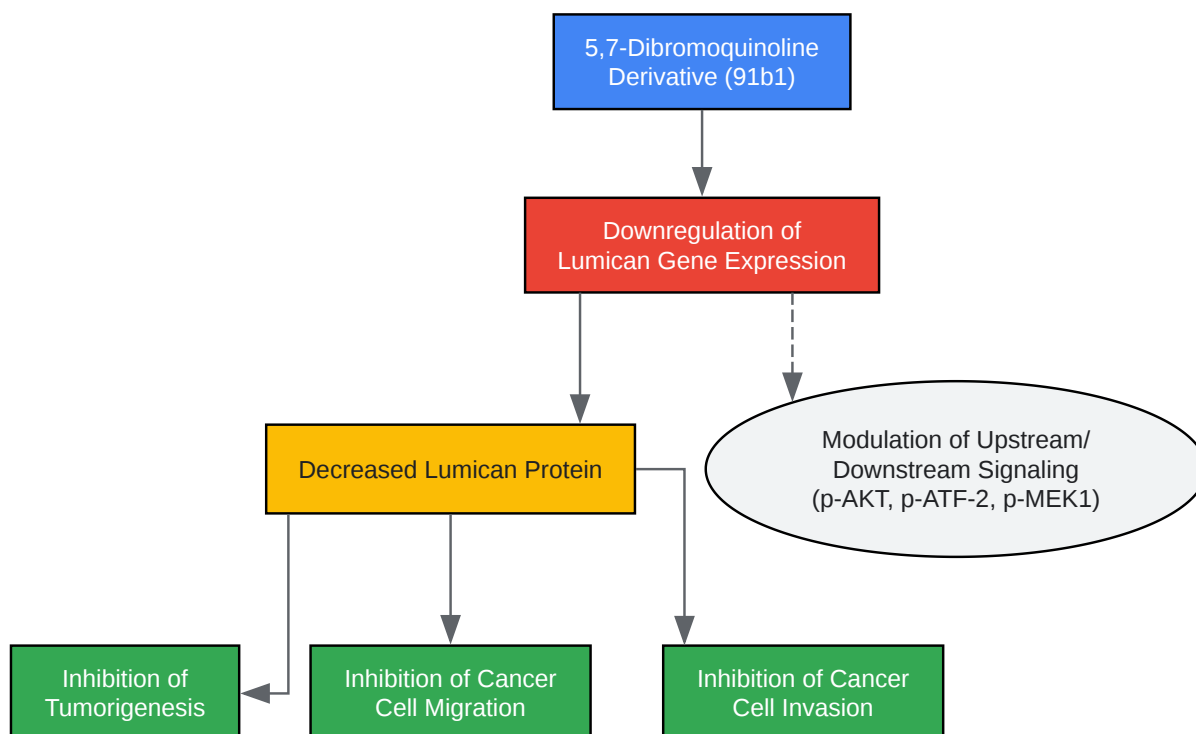 5,7-Dibromoquinoline
Derivative (91b1)
Downregulation of
Lumican Gene Expression
Decreased Lumican Protein
Modulation of Upstream/
Downstream Signaling
(p-AKT, p-ATF-2, p-MEK1)
Inhibition of
Tumorigenesis
Inhibition of Cancer
Cell Migration
Inhibition of Cancer
Cell Invasion